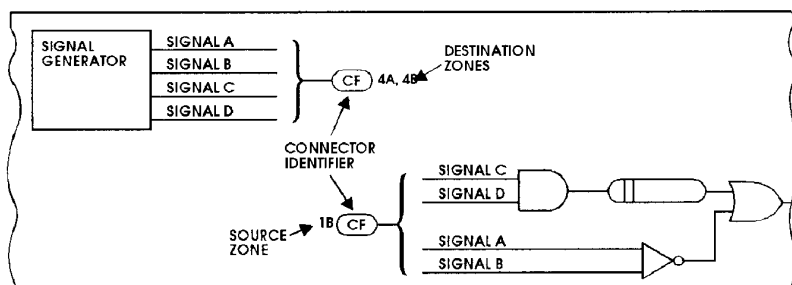 SIGNAL
GENERATOR
SIGNAL A
SIGNAL B
SIGNAL C
SIGNAL D
CF
4A, 4B
DESTINATION
ZONES
CONNECTOR
IDENTIFIER
SOURCE
ZONE
1B
CF
SIGNAL C
SIGNAL D
SIGNAL A
SIGNAL B